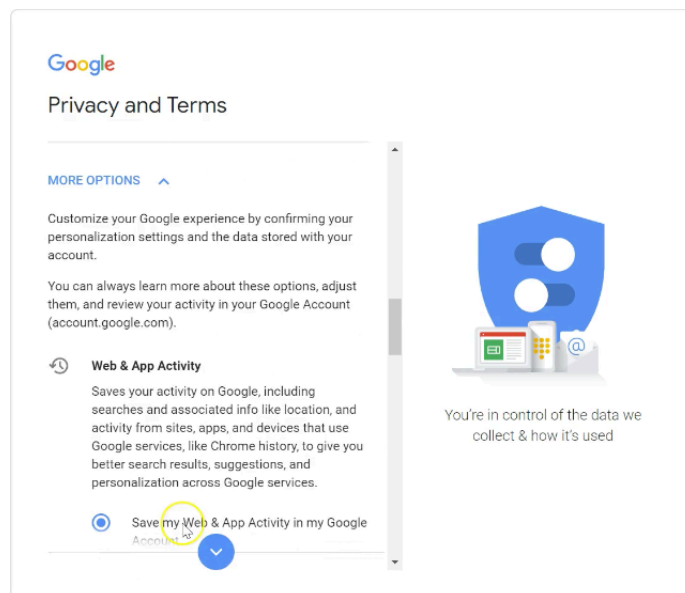 Google
Privacy and Terms
MORE OPTIONS
Customize your Google experience by confirming your
personalization settings and the data stored with your
account.
You can always learn more about these options, adjust
them, and review your activity in your Google Account
(account.google.com).
Web & App Activity
Saves your activity on Google, including
searches and associated info like location, and
activity from sites, apps, and devices that use
Google services, like Chrome history, to give you
better search results, suggestions, and
personalization across Google services.
Save my Web & App Activity in my Google
Account
@
You’re in control of the data we
collect & how it’s used